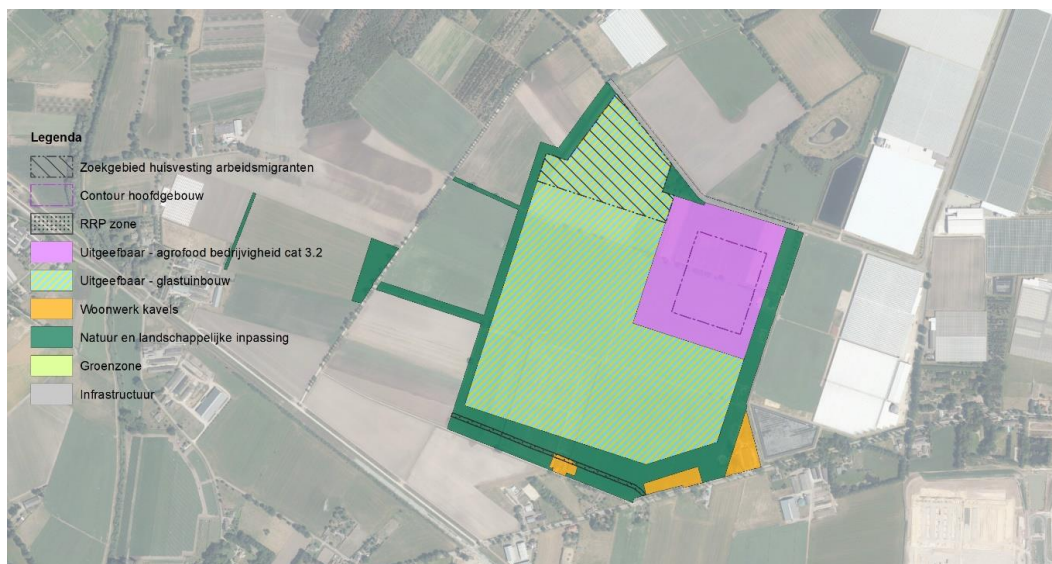 Legenda
Zoekgebied huisvesting arbeidsmigranten
Contour hoofdgebouw
RRP zone
Uitgeefbaar - agrofood bedrijvigheid cat 3.2
Uitgeefbaar - glastuinbouw
Woonwerk kavels
Natuur en landschappelijke inpassing
Groenzone
Infrastructuur